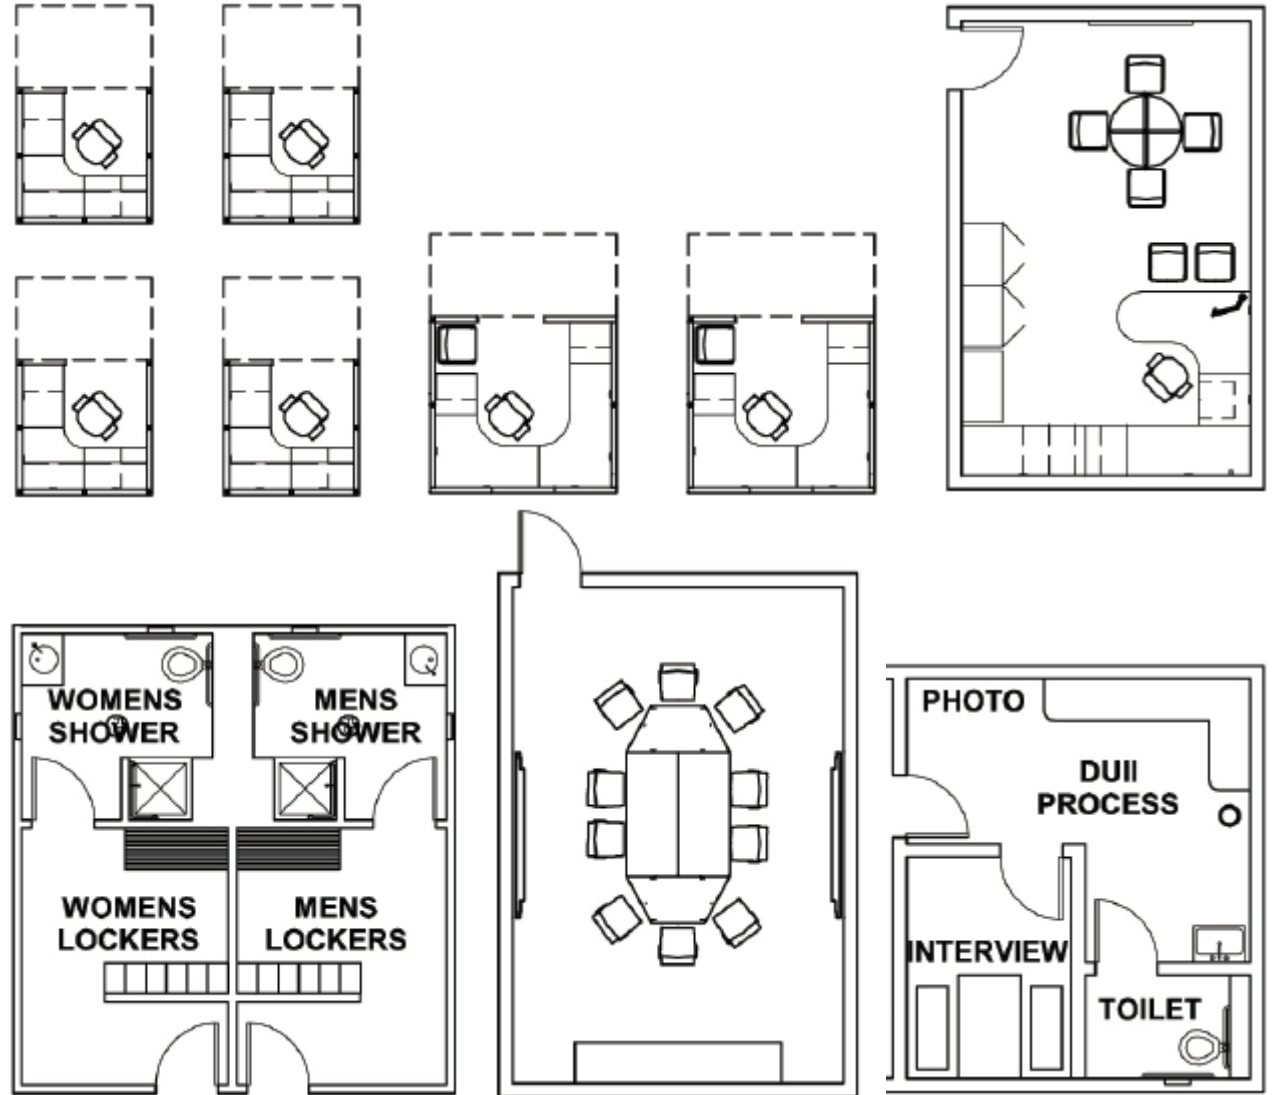 WOMENS
SHOWER
MENS
SHOWER
WOMENS
LOCKERS
MENS
LOCKERS
PHOTO
DUII
PROCESS
INTERVIEW
TOILET